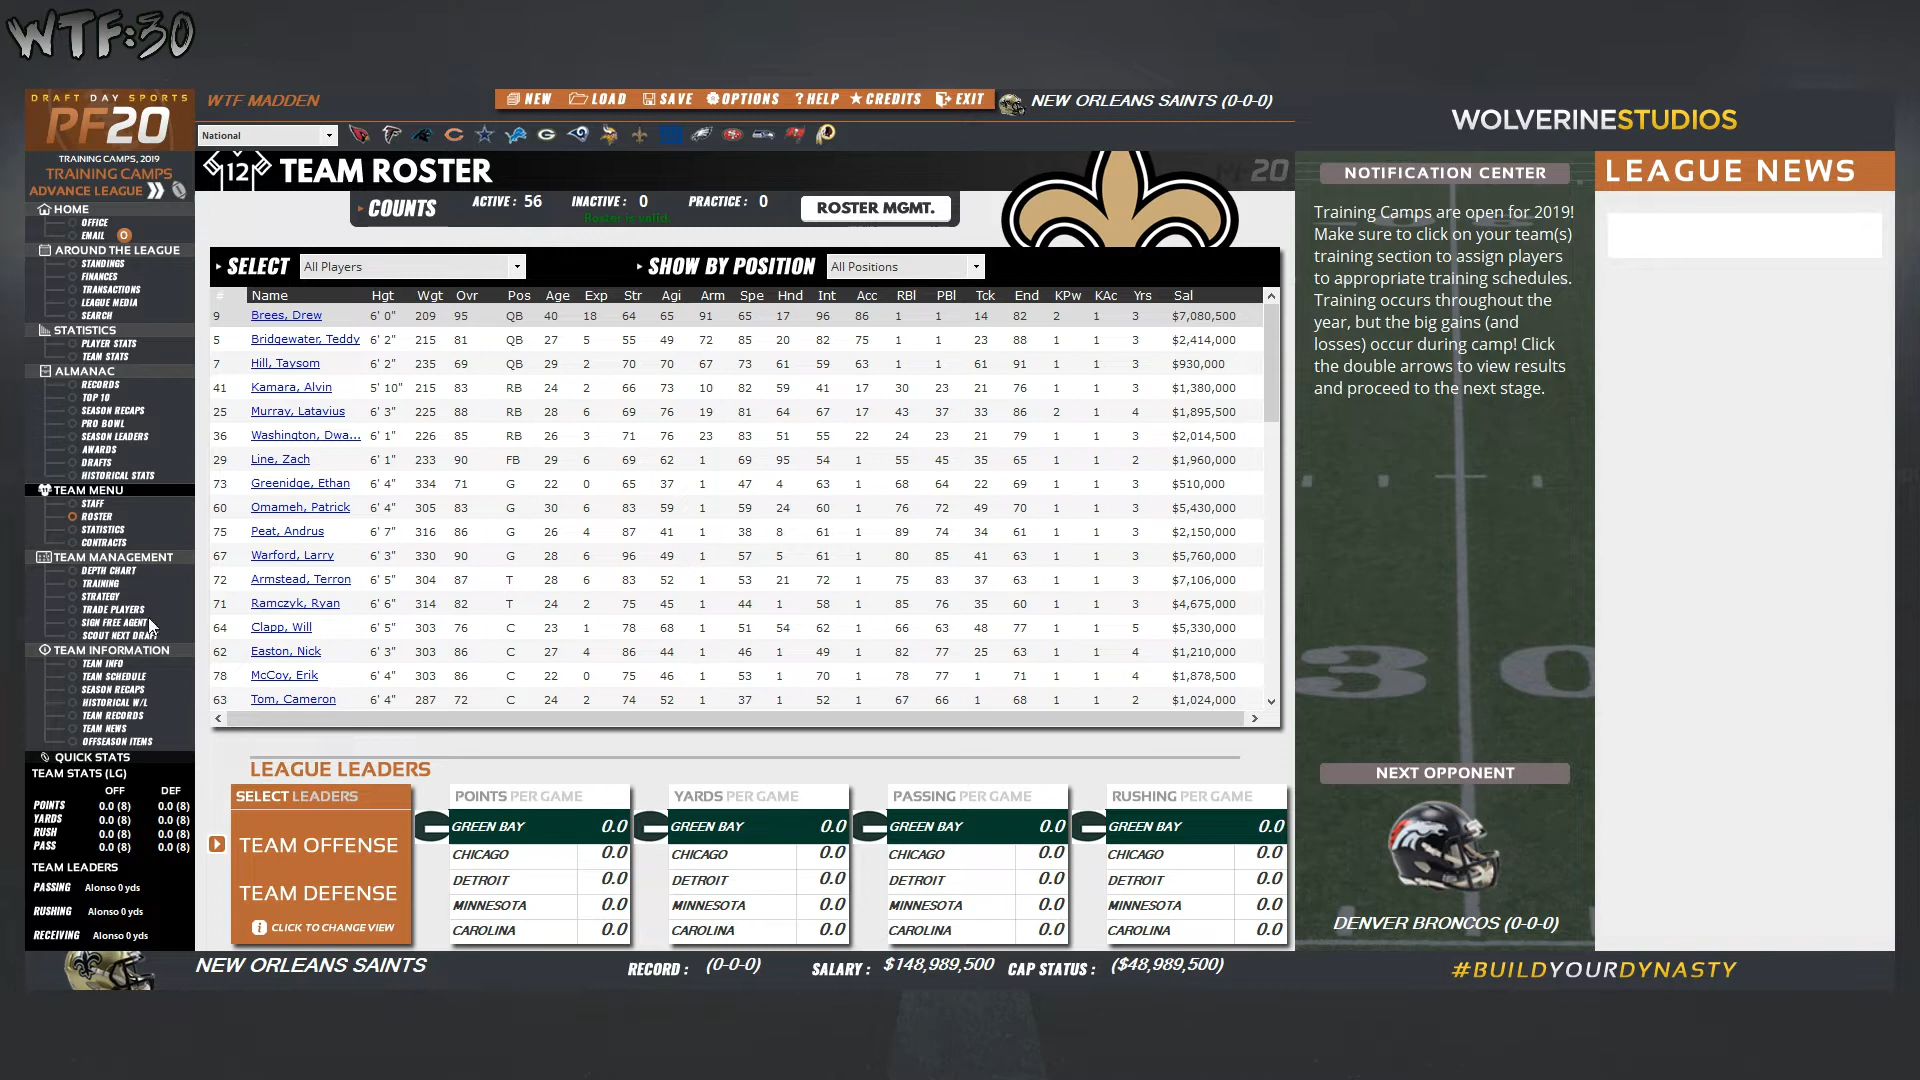 WTF:30
DRAFT DAY SPORTS
PF20
TRAINING CAMPS, 2019
TRAINING CAMPS
ADVANCE LEAGUE
WTF MADDEN
NEW LOAD SAVE OPTIONS ? HELP CREDITS EXIT
NEW ORLEANS SAINTS (0-0-0)
National
WOLVERINESTUDIOS
12 TEAM ROSTER
20
COUNTS ACTIVE : 56 INACTIVE : 0 PRACTICE : 0
Roster is valid.
ROSTER MGMT.
SELECT All Players SHOW BY POSITION All Positions
# Name Hgt Wgt Ovr Pos Age Exp Str Agi Arm Spe Hnd Int Acc RBl PBl Tck End KPw KAc Yrs Sal
9 Brees, Drew 6' 0" 209 95 QB 40 18 64 65 91 65 17 96 86 1 1 14 82 2 1 3 $7,080,500
5 Bridgewater, Teddy 6' 2" 215 81 QB 27 5 55 49 72 85 20 82 75 1 1 23 88 1 1 3 $2,414,000
7 Hill, Taysom 6' 2" 235 69 QB 29 2 70 70 67 73 61 59 63 1 1 61 91 1 1 3 $930,000
41 Kamara, Alvin 5' 10" 215 83 RB 24 2 66 73 10 82 59 41 17 30 23 21 76 1 1 3 $1,380,000
25 Murray, Latavius 6' 3" 225 88 RB 28 6 69 76 19 81 64 67 17 43 37 33 86 2 1 4 $1,895,500
36 Washington, Dwa... 6' 1" 226 85 RB 26 3 71 76 23 83 51 55 22 24 23 21 79 1 1 3 $2,014,500
29 Line, Zach 6' 1" 233 90 FB 29 6 69 62 1 69 95 54 1 55 45 35 65 1 1 2 $1,960,000
73 Greenidge, Ethan 6' 4" 334 71 G 22 0 65 37 1 47 4 63 1 68 64 22 69 1 1 3 $510,000
60 Omameh, Patrick 6' 4" 305 83 G 30 6 83 59 1 59 24 60 1 76 72 49 70 1 1 3 $5,430,000
75 Peat, Andrus 6' 7" 316 86 G 26 4 87 41 1 38 8 61 1 89 74 34 61 1 1 3 $2,150,000
67 Warford, Larry 6' 3" 330 90 G 28 6 96 49 1 57 5 61 1 80 85 41 63 1 1 3 $5,760,000
72 Armstead, Terron 6' 5" 304 87 T 28 6 83 52 1 53 21 72 1 75 83 37 63 1 1 3 $7,106,000
71 Ramczyk, Ryan 6' 6" 314 82 T 24 2 75 45 1 44 1 58 1 85 76 35 60 1 1 3 $4,675,000
64 Clapp, Will 6' 5" 303 76 C 23 1 78 68 1 51 54 62 1 66 63 48 77 1 1 5 $5,330,000
62 Easton, Nick 6' 3" 303 86 C 27 4 86 44 1 46 1 49 1 82 77 25 63 1 1 4 $1,210,000
78 McCoy, Erik 6' 4" 303 86 C 22 0 75 46 1 53 1 70 1 78 77 1 71 1 1 4 $1,878,500
63 Tom, Cameron 6' 4" 287 72 C 24 2 74 52 1 37 1 52 1 67 66 1 68 1 1 2 $1,024,000
HOME
OFFICE
EMAIL 0
AROUND THE LEAGUE
STANDINGS
FINANCES
TRANSACTIONS
LEAGUE MEDIA
SEARCH
STATISTICS
PLAYER STATS
TEAM STATS
ALMANAC
RECORDS
TOP 10
SEASON RECAPS
PRO BOWL
SEASON LEADERS
AWARDS
DRAFTS
HISTORICAL STATS
TEAM MENU
STAFF
ROSTER
STATISTICS
CONTRACTS
TEAM MANAGEMENT
DEPTH CHART
TRAINING
STRATEGY
TRADE PLAYERS
SIGN FREE AGENT
SCOUT NEXT DRAFT
TEAM INFORMATION
TEAM INFO
TEAM SCHEDULE
SEASON RECAPS
HISTORICAL W/L
TEAM RECORDS
TEAM NEWS
OFFSEASON ITEMS
QUICK STATS
TEAM STATS (LG)
OFF DEF
POINTS 0.0 (8) 0.0 (8)
YARDS 0.0 (8) 0.0 (8)
RUSH 0.0 (8) 0.0 (8)
PASS 0.0 (8) 0.0 (8)
TEAM LEADERS
PASSING Alonso 0 yds
RUSHING Alonso 0 yds
RECEIVING Alonso 0 yds
LEAGUE LEADERS
SELECT LEADERS
TEAM OFFENSE
TEAM DEFENSE
CLICK TO CHANGE VIEW
POINTS PER GAME
GREEN BAY 0.0
CHICAGO 0.0
DETROIT 0.0
MINNESOTA 0.0
CAROLINA 0.0
YARDS PER GAME
GREEN BAY 0.0
CHICAGO 0.0
DETROIT 0.0
MINNESOTA 0.0
CAROLINA 0.0
PASSING PER GAME
GREEN BAY 0.0
CHICAGO 0.0
DETROIT 0.0
MINNESOTA 0.0
CAROLINA 0.0
RUSHING PER GAME
GREEN BAY 0.0
CHICAGO 0.0
DETROIT 0.0
MINNESOTA 0.0
CAROLINA 0.0
NOTIFICATION CENTER
Training Camps are open for 2019!
Make sure to click on your team(s)
training section to assign players
to appropriate training schedules.
Training occurs throughout the
year, but the big gains (and
losses) occur during camp! Click
the double arrows to view results
and proceed to the next stage.
30
NEXT OPPONENT
DENVER BRONCOS (0-0-0)
LEAGUE NEWS
NEW ORLEANS SAINTS RECORD : (0-0-0) SALARY : $148,989,500 CAP STATUS : ($48,989,500)
#BUILDYOURDYNASTY